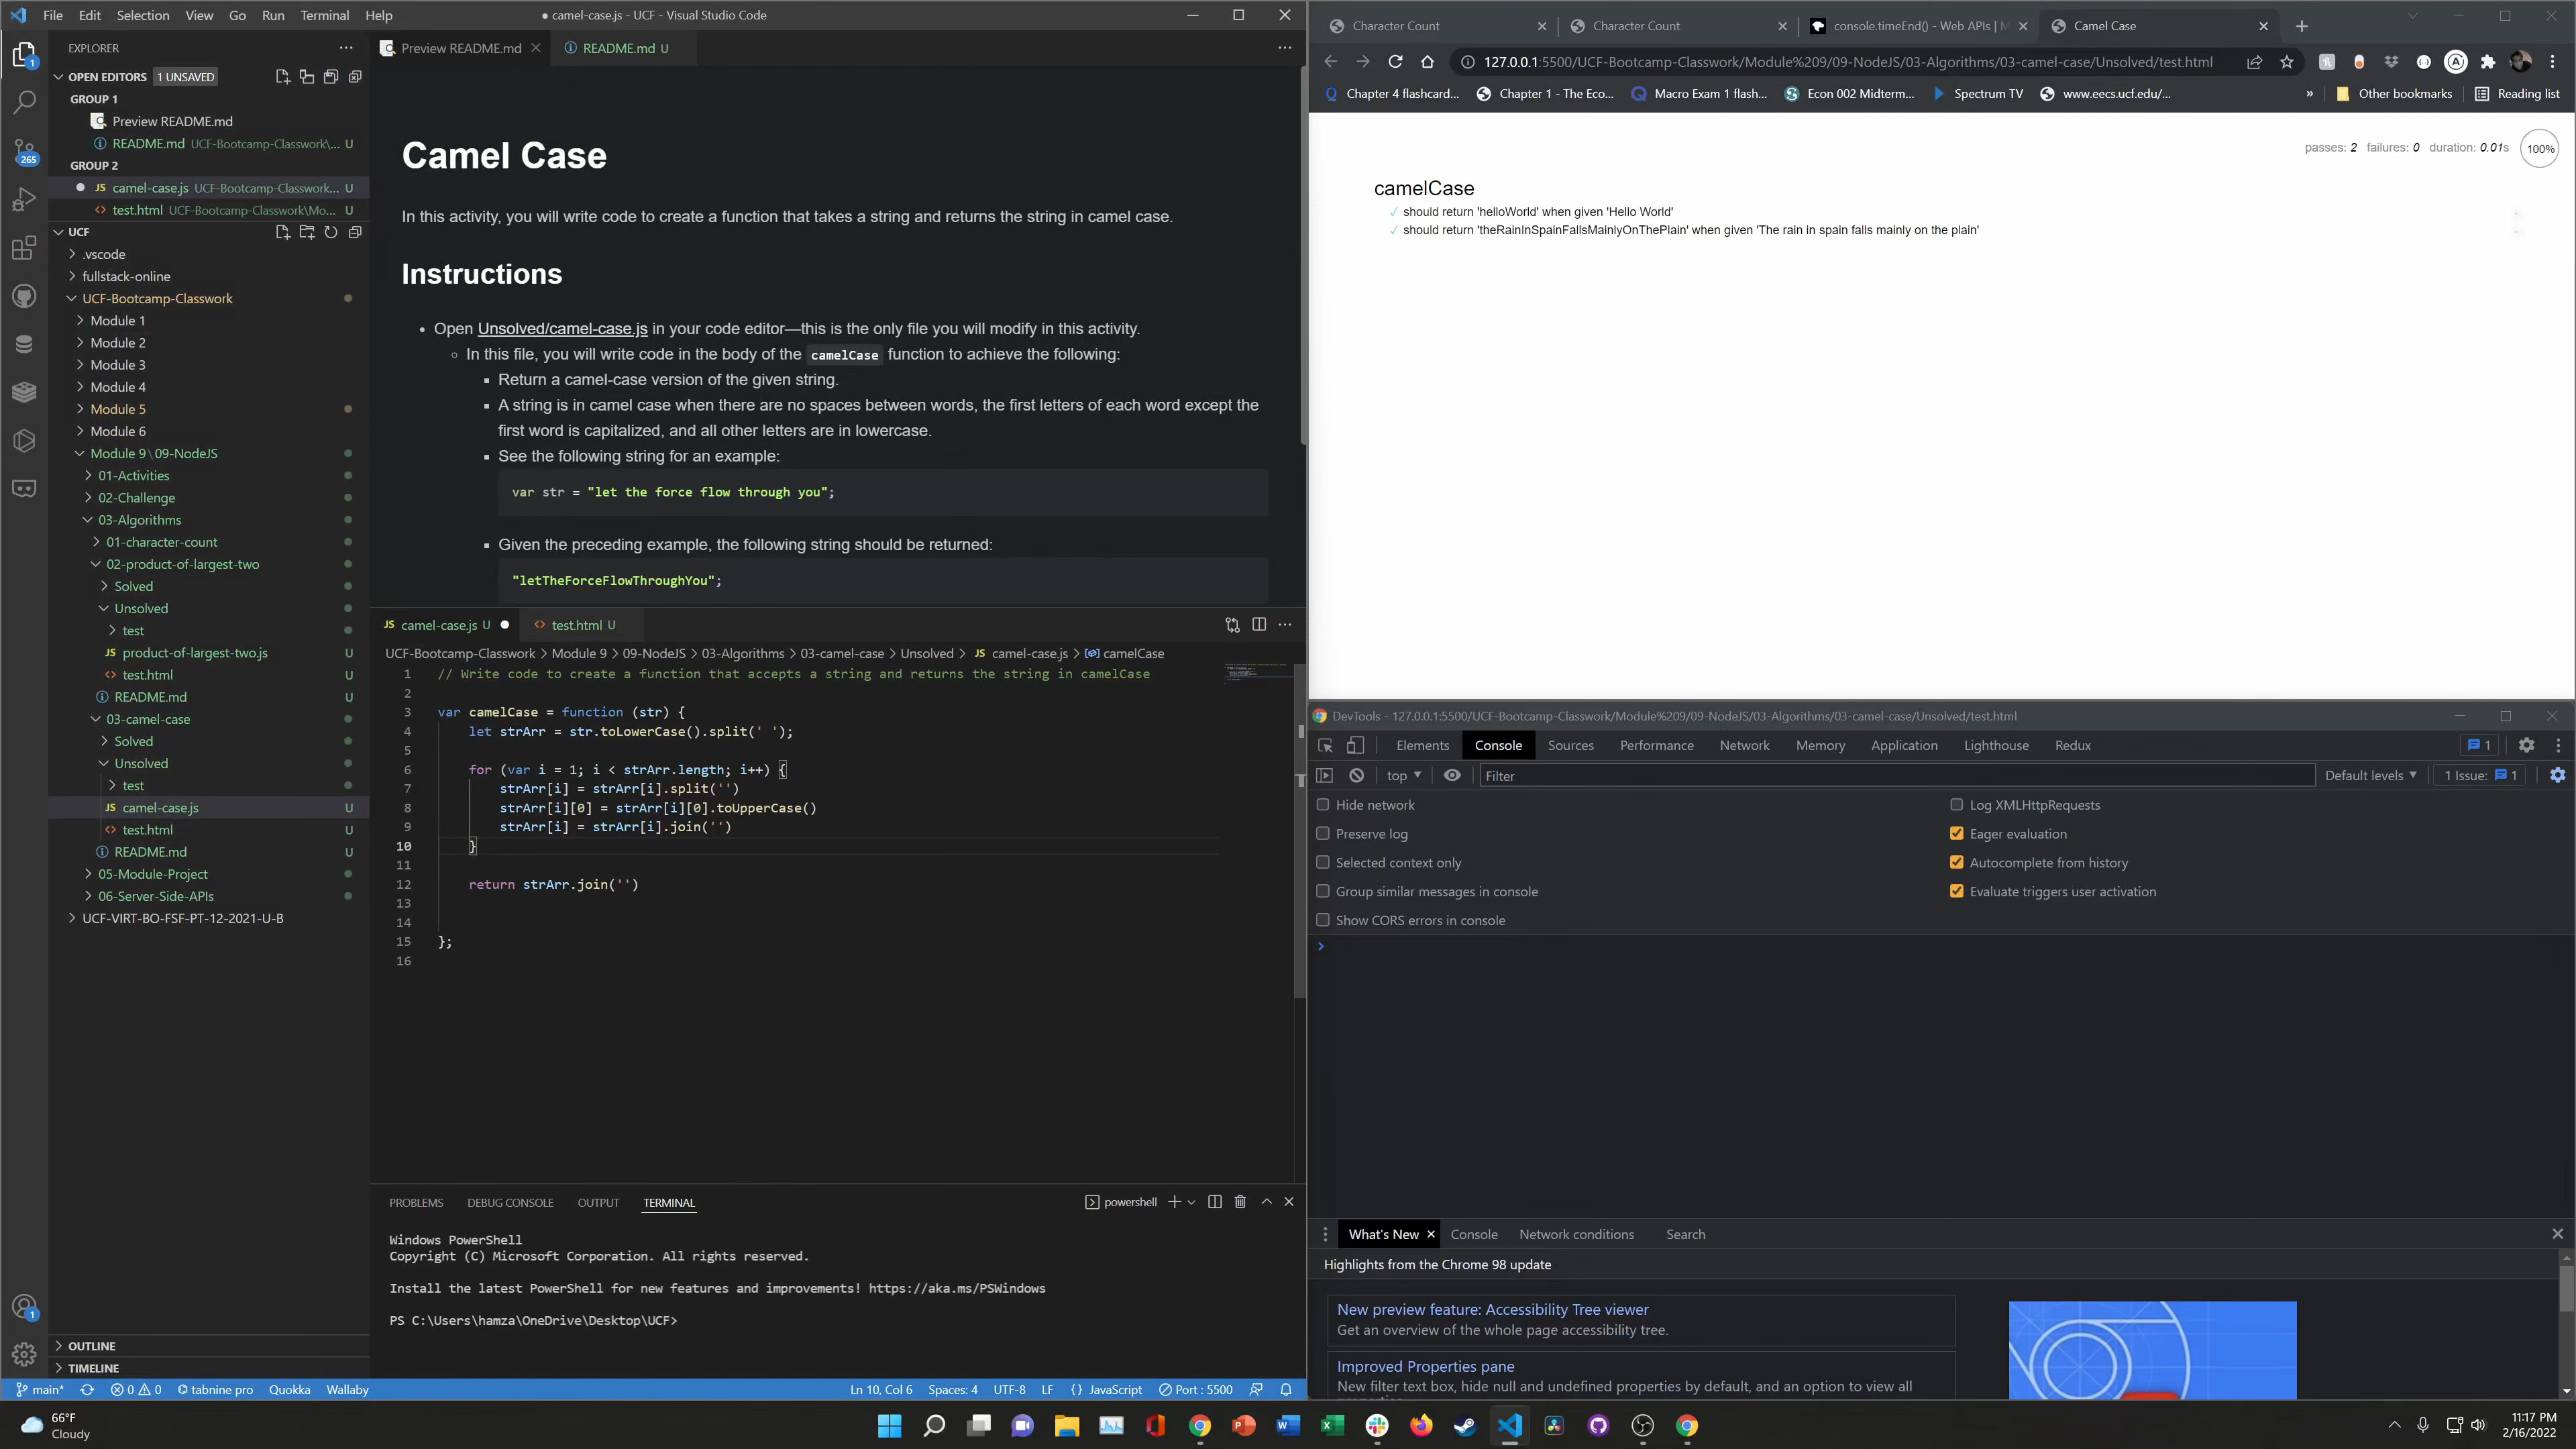 File Edit Selection View Go Run Terminal Help
● camel-case.js - UCF - Visual Studio Code
EXPLORER
OPEN EDITORS 1 UNSAVED
GROUP 1
Preview README.md
README.md UCF-Bootcamp-Classwork\... U
GROUP 2
JS camel-case.js UCF-Bootcamp-Classwork... U
<> test.html UCF-Bootcamp-Classwork\Mo... U
UCF
.vscode
fullstack-online
UCF-Bootcamp-Classwork
Module 1
Module 2
Module 3
Module 4
Module 5
Module 6
Module 9\09-NodeJS
01-Activities
02-Challenge
03-Algorithms
01-character-count
02-product-of-largest-two
Solved
Unsolved
test
JS product-of-largest-two.js U
<> test.html U
README.md U
03-camel-case
Solved
Unsolved
test
JS camel-case.js U
<> test.html U
README.md U
05-Module-Project
06-Server-Side-APIs
UCF-VIRT-BO-FSF-PT-12-2021-U-B
OUTLINE
TIMELINE
1
265
1
Preview README.md
README.md U
Camel Case
In this activity, you will write code to create a function that takes a string and returns the string in camel case.
Instructions
• Open Unsolved/camel-case.js in your code editor—this is the only file you will modify in this activity.
◦ In this file, you will write code in the body of the camelCase function to achieve the following:
▪ Return a camel-case version of the given string.
▪ A string is in camel case when there are no spaces between words, the first letters of each word except the
first word is capitalized, and all other letters are in lowercase.
▪ See the following string for an example:
var str = "let the force flow through you";
▪ Given the preceding example, the following string should be returned:
"letTheForceFlowThroughYou";
JS camel-case.js U ●
<> test.html U
UCF-Bootcamp-Classwork > Module 9 > 09-NodeJS > 03-Algorithms > 03-camel-case > Unsolved > JS camel-case.js > camelCase
1 // Write code to create a function that accepts a string and returns the string in camelCase
2
3 var camelCase = function (str) {
4 let strArr = str.toLowerCase().split(' ');
5
6 for (var i = 1; i < strArr.length; i++) {
7 strArr[i] = strArr[i].split('')
8 strArr[i][0] = strArr[i][0].toUpperCase()
9 strArr[i] = strArr[i].join('')
10 }
11
12 return strArr.join('')
13
14
15 };
16
PROBLEMS DEBUG CONSOLE OUTPUT TERMINAL
powershell
Windows PowerShell
Copyright (C) Microsoft Corporation. All rights reserved.
Install the latest PowerShell for new features and improvements! https://aka.ms/PSWindows
PS C:\Users\hamza\OneDrive\Desktop\UCF>
main* 0 0 tabnine pro Quokka Wallaby
Ln 10, Col 6 Spaces: 4 UTF-8 LF {} JavaScript Port : 5500
Character Count
Character Count
console.timeEnd() - Web APIs | M
Camel Case
127.0.0.1:5500/UCF-Bootcamp-Classwork/Module%209/09-NodeJS/03-Algorithms/03-camel-case/Unsolved/test.html
Chapter 4 flashcard...
Chapter 1 - The Eco...
Macro Exam 1 flash...
Econ 002 Midterm...
Spectrum TV
www.eecs.ucf.edu/...
» Other bookmarks
Reading list
passes: 2 failures: 0 duration: 0.01s 100%
camelCase
✓ should return 'helloWorld' when given 'Hello World'
✓ should return 'theRainInSpainFallsMainlyOnThePlain' when given 'The rain in spain falls mainly on the plain'
DevTools - 127.0.0.1:5500/UCF-Bootcamp-Classwork/Module%209/09-NodeJS/03-Algorithms/03-camel-case/Unsolved/test.html
Elements Console Sources Performance Network Memory Application Lighthouse Redux
1
top
Filter
Default levels
1 Issue: 1
Hide network
Log XMLHttpRequests
Preserve log
Eager evaluation
Selected context only
Autocomplete from history
Group similar messages in console
Evaluate triggers user activation
Show CORS errors in console
What's New
Console
Network conditions
Search
Highlights from the Chrome 98 update
New preview feature: Accessibility Tree viewer
Get an overview of the whole page accessibility tree.
Improved Properties pane
New filter text box, hide null and undefined properties by default, and an option to view all
66°F
Cloudy
11:17 PM
2/16/2022